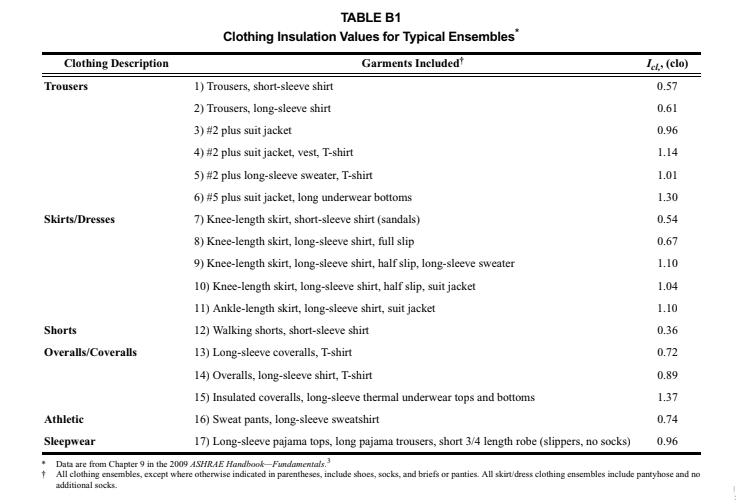 TABLE B1
Clothing Insulation Values for Typical Ensembles*
Clothing Description Garments Included† Icl,, (clo)
Trousers 1) Trousers, short-sleeve shirt 0.57
2) Trousers, long-sleeve shirt 0.61
3) #2 plus suit jacket 0.96
4) #2 plus suit jacket, vest, T-shirt 1.14
5) #2 plus long-sleeve sweater, T-shirt 1.01
6) #5 plus suit jacket, long underwear bottoms 1.30
Skirts/Dresses 7) Knee-length skirt, short-sleeve shirt (sandals) 0.54
8) Knee-length skirt, long-sleeve shirt, full slip 0.67
9) Knee-length skirt, long-sleeve shirt, half slip, long-sleeve sweater 1.10
10) Knee-length skirt, long-sleeve shirt, half slip, suit jacket 1.04
11) Ankle-length skirt, long-sleeve shirt, suit jacket 1.10
Shorts 12) Walking shorts, short-sleeve shirt 0.36
Overalls/Coveralls 13) Long-sleeve coveralls, T-shirt 0.72
14) Overalls, long-sleeve shirt, T-shirt 0.89
15) Insulated coveralls, long-sleeve thermal underwear tops and bottoms 1.37
Athletic 16) Sweat pants, long-sleeve sweatshirt 0.74
Sleepwear 17) Long-sleeve pajama tops, long pajama trousers, short 3/4 length robe (slippers, no socks) 0.96
* Data are from Chapter 9 in the 2009 ASHRAE Handbook—Fundamentals.3
† All clothing ensembles, except where otherwise indicated in parentheses, include shoes, socks, and briefs or panties. All skirt/dress clothing ensembles include pantyhose and no
additional socks.